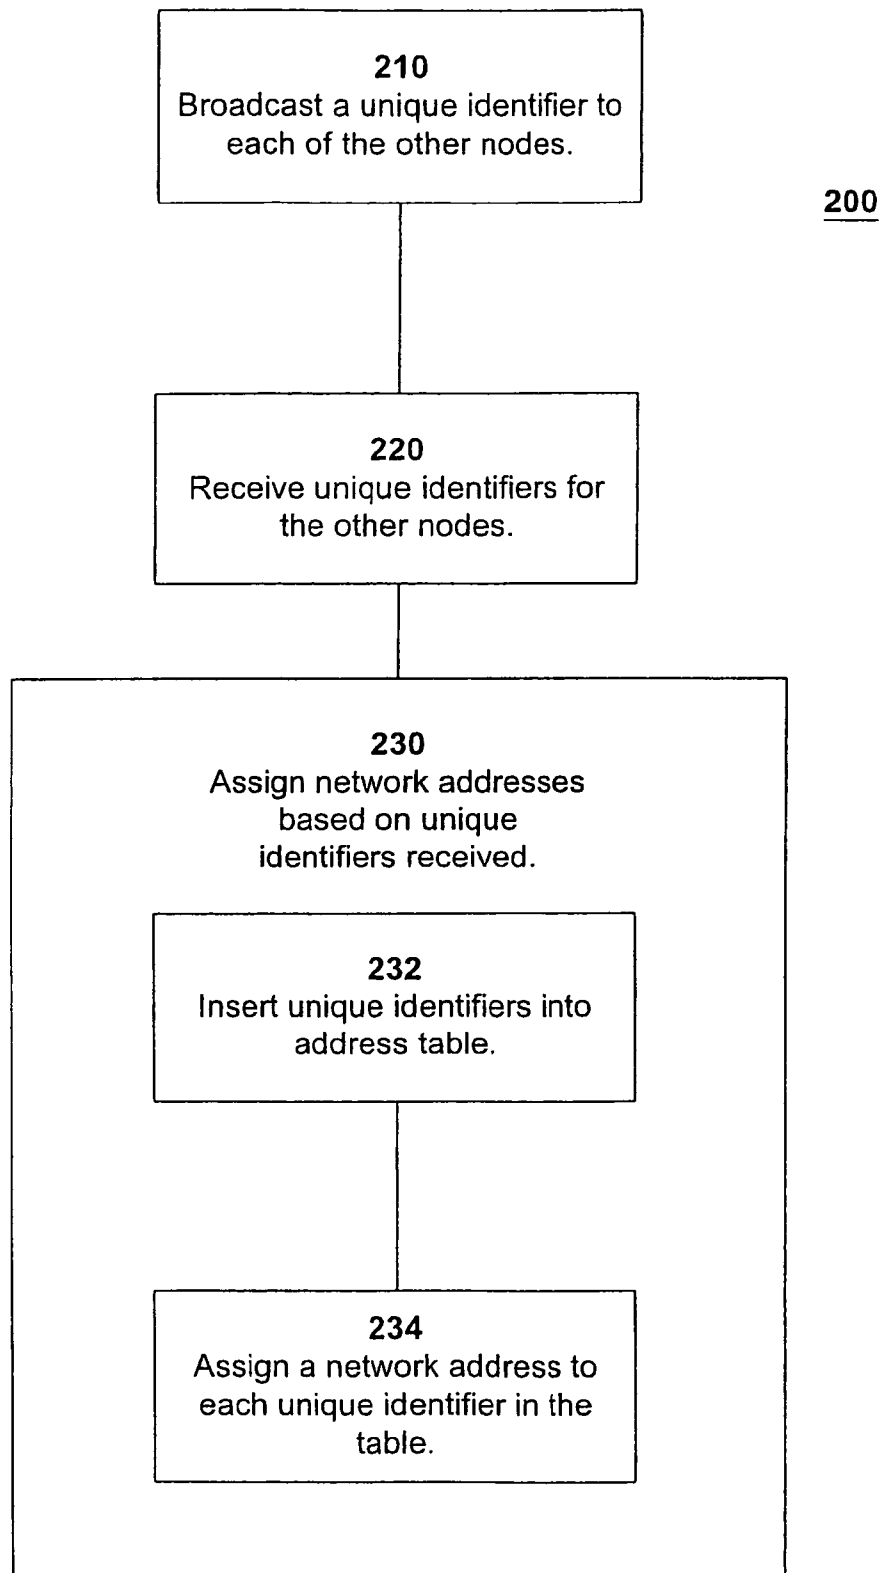 210
Broadcast a unique identifier to
each of the other nodes.
200
220
Receive unique identifiers for
the other nodes.
230
Assign network addresses
based on unique
identifiers received.
232
Insert unique identifiers into
address table.
234
Assign a network address to
each unique identifier in the
table.